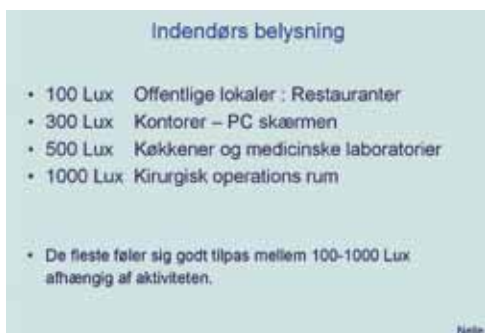 Indendørs belysning
• 100 Lux Offentlige lokaler : Restauranter
• 300 Lux Kontorer – PC skærmen
• 500 Lux Køkkener og medicinske laboratorier
• 1000 Lux Kirurgisk operations rum
• De fleste føler sig godt tilpas mellem 100-1000 Lux
afhængig af aktiviteten.